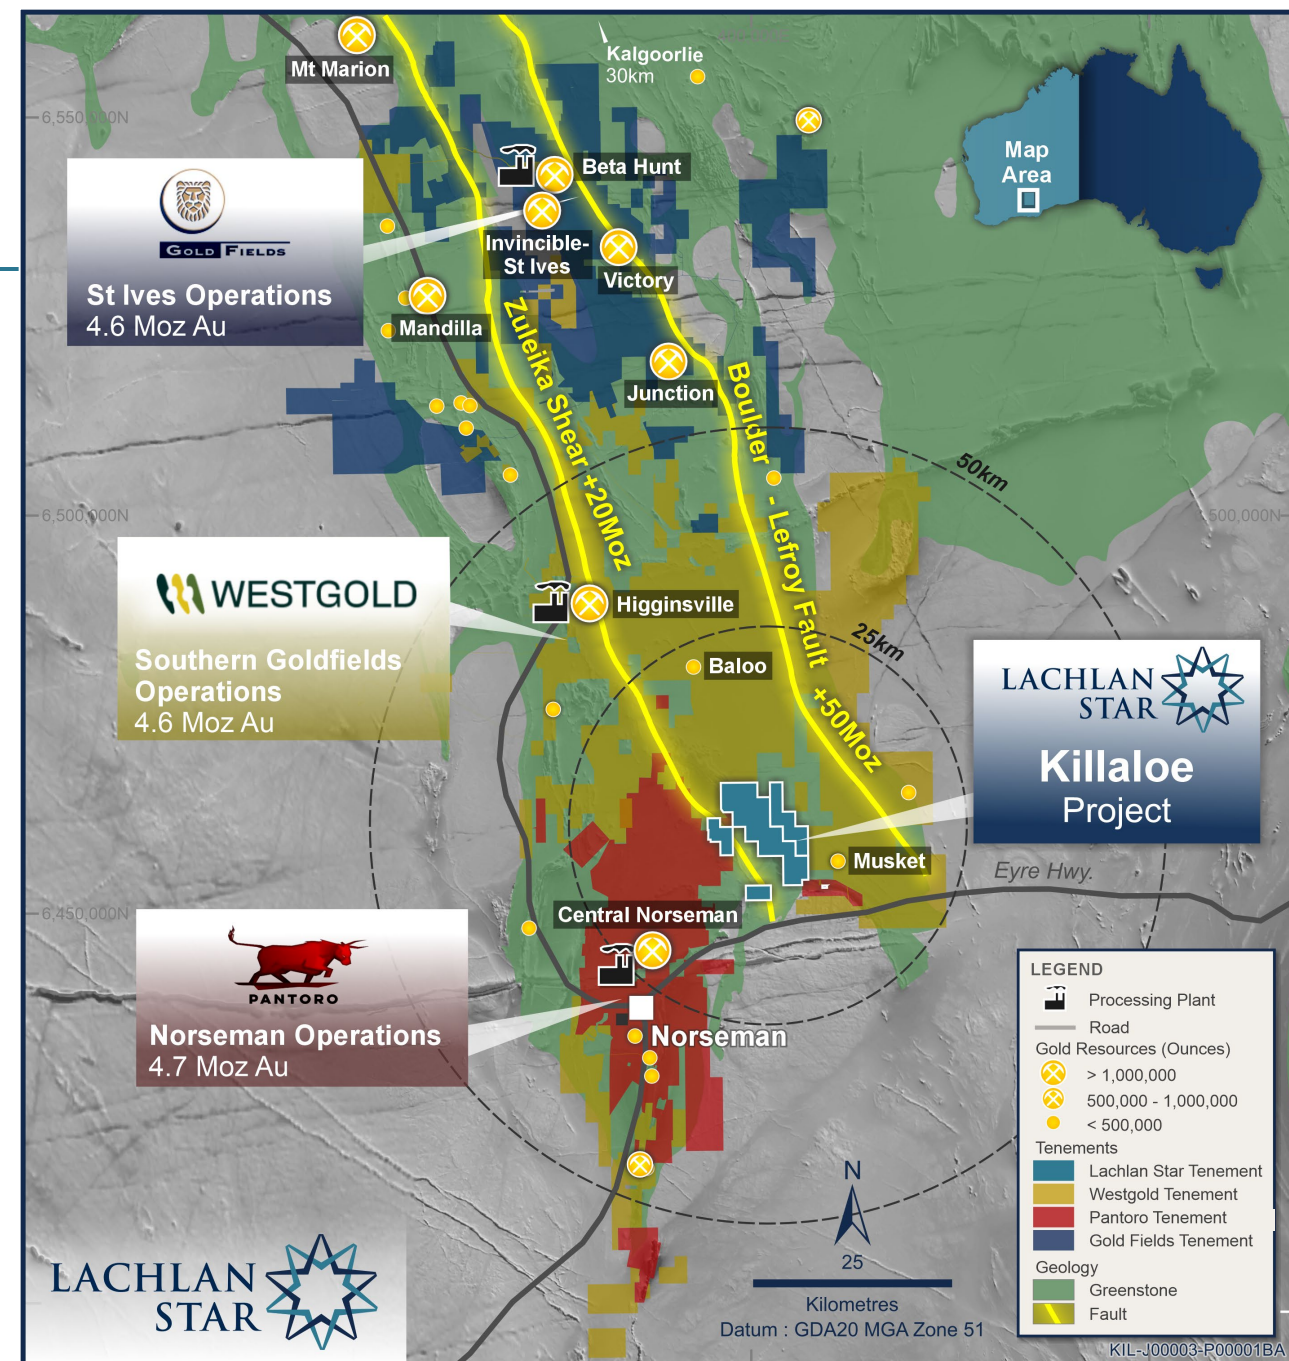 Kalgoorlie
30km
Mt Marion
6,550,000N
Map
Area
Beta Hunt
GOLD FIELDS
St Ives Operations
4.6 Moz Au
Invincible-
St Ives
Victory
Mandilla
Junction
Zuleika Shear +20Moz
Boulder - Lefroy Fault +50Moz
50km
6,500,000N
6,500,000N
WESTGOLD
Southern Goldfields
Operations
4.6 Moz Au
Higginsville
25km
Baloo
LACHLAN
STAR
Killaloe
Project
Musket
Eyre Hwy.
6,450,000N
Central Norseman
PANTORO
Norseman Operations
4.7 Moz Au
Norseman
LEGEND
Processing Plant
Road
Gold Resources (Ounces)
> 1,000,000
500,000 - 1,000,000
< 500,000
Tenements
Lachlan Star Tenement
Westgold Tenement
Pantoro Tenement
Gold Fields Tenement
Geology
Greenstone
Fault
N
25
Kilometres
Datum : GDA20 MGA Zone 51
LACHLAN
STAR
KIL-J00003-P00001BA